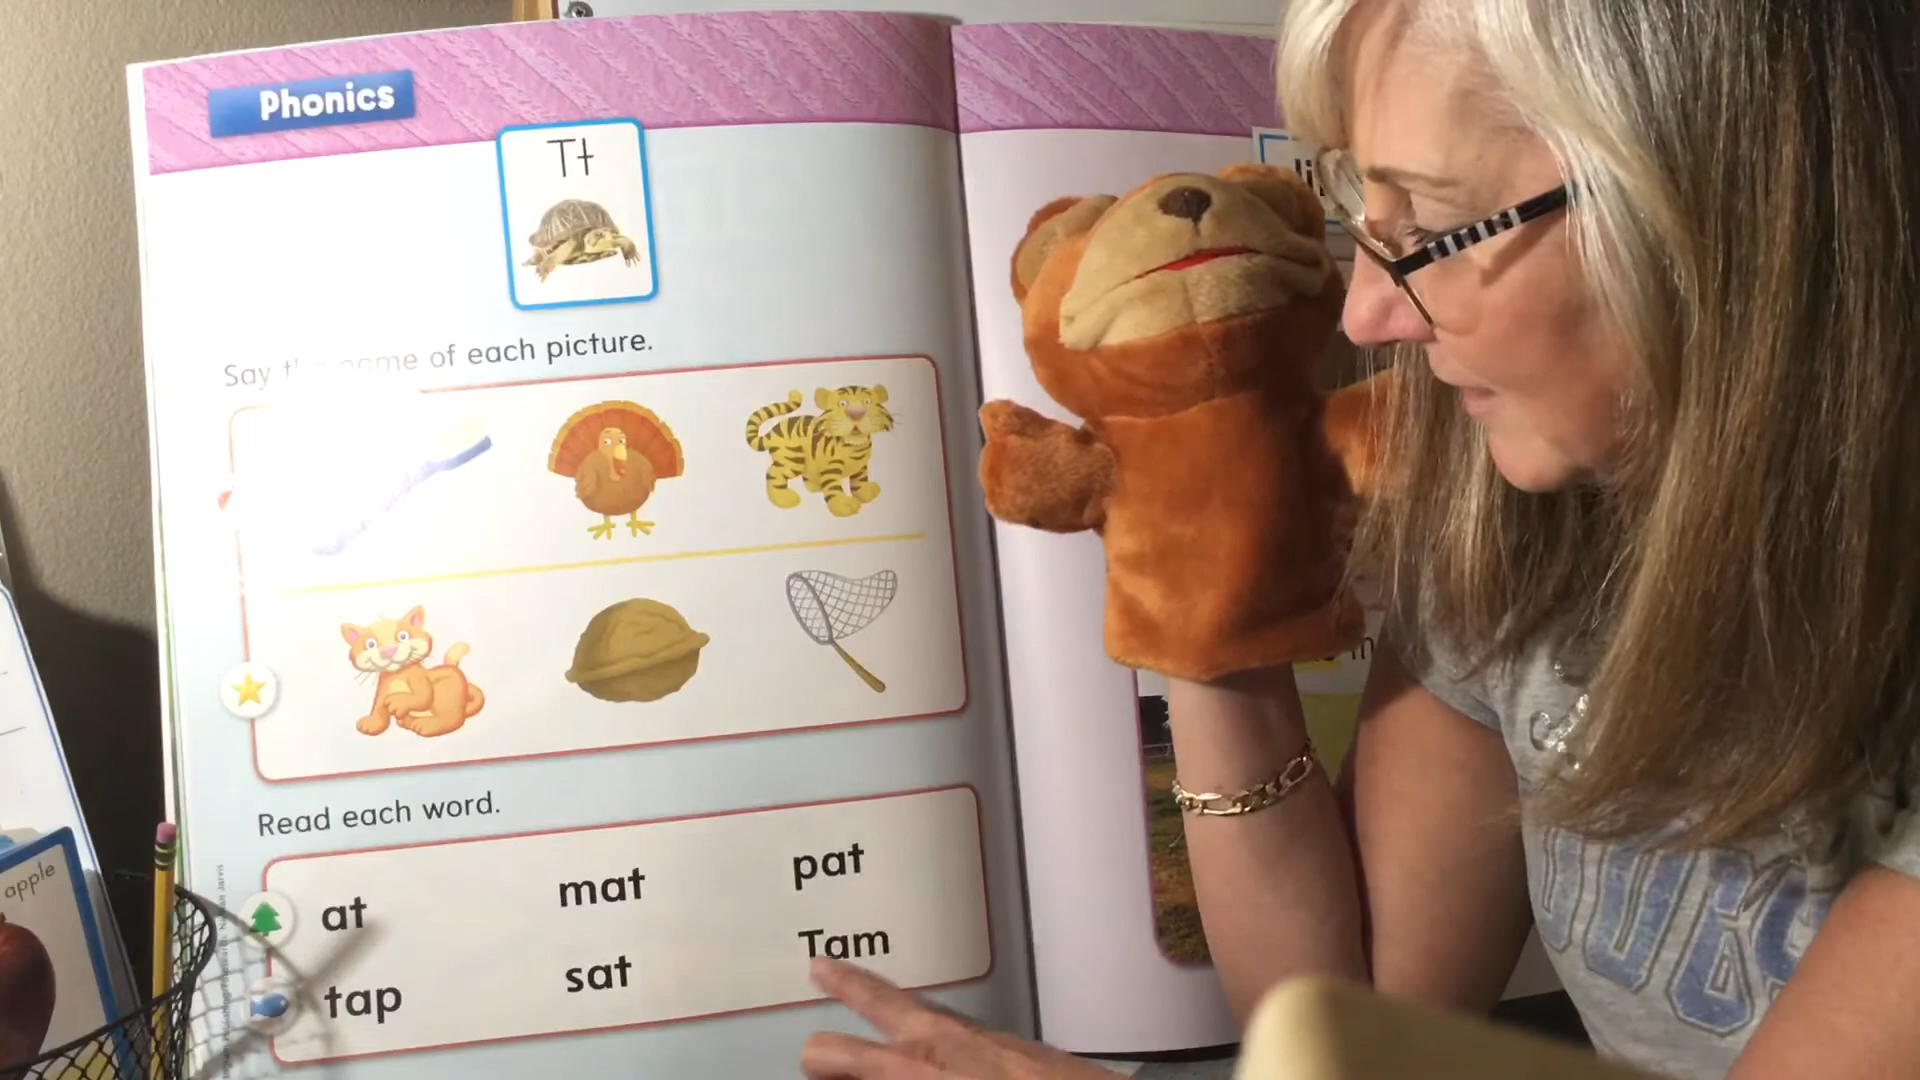 Phonics
Tt
Say the name of each picture.
Read each word.
at mat pat
tap sat Tam
apple